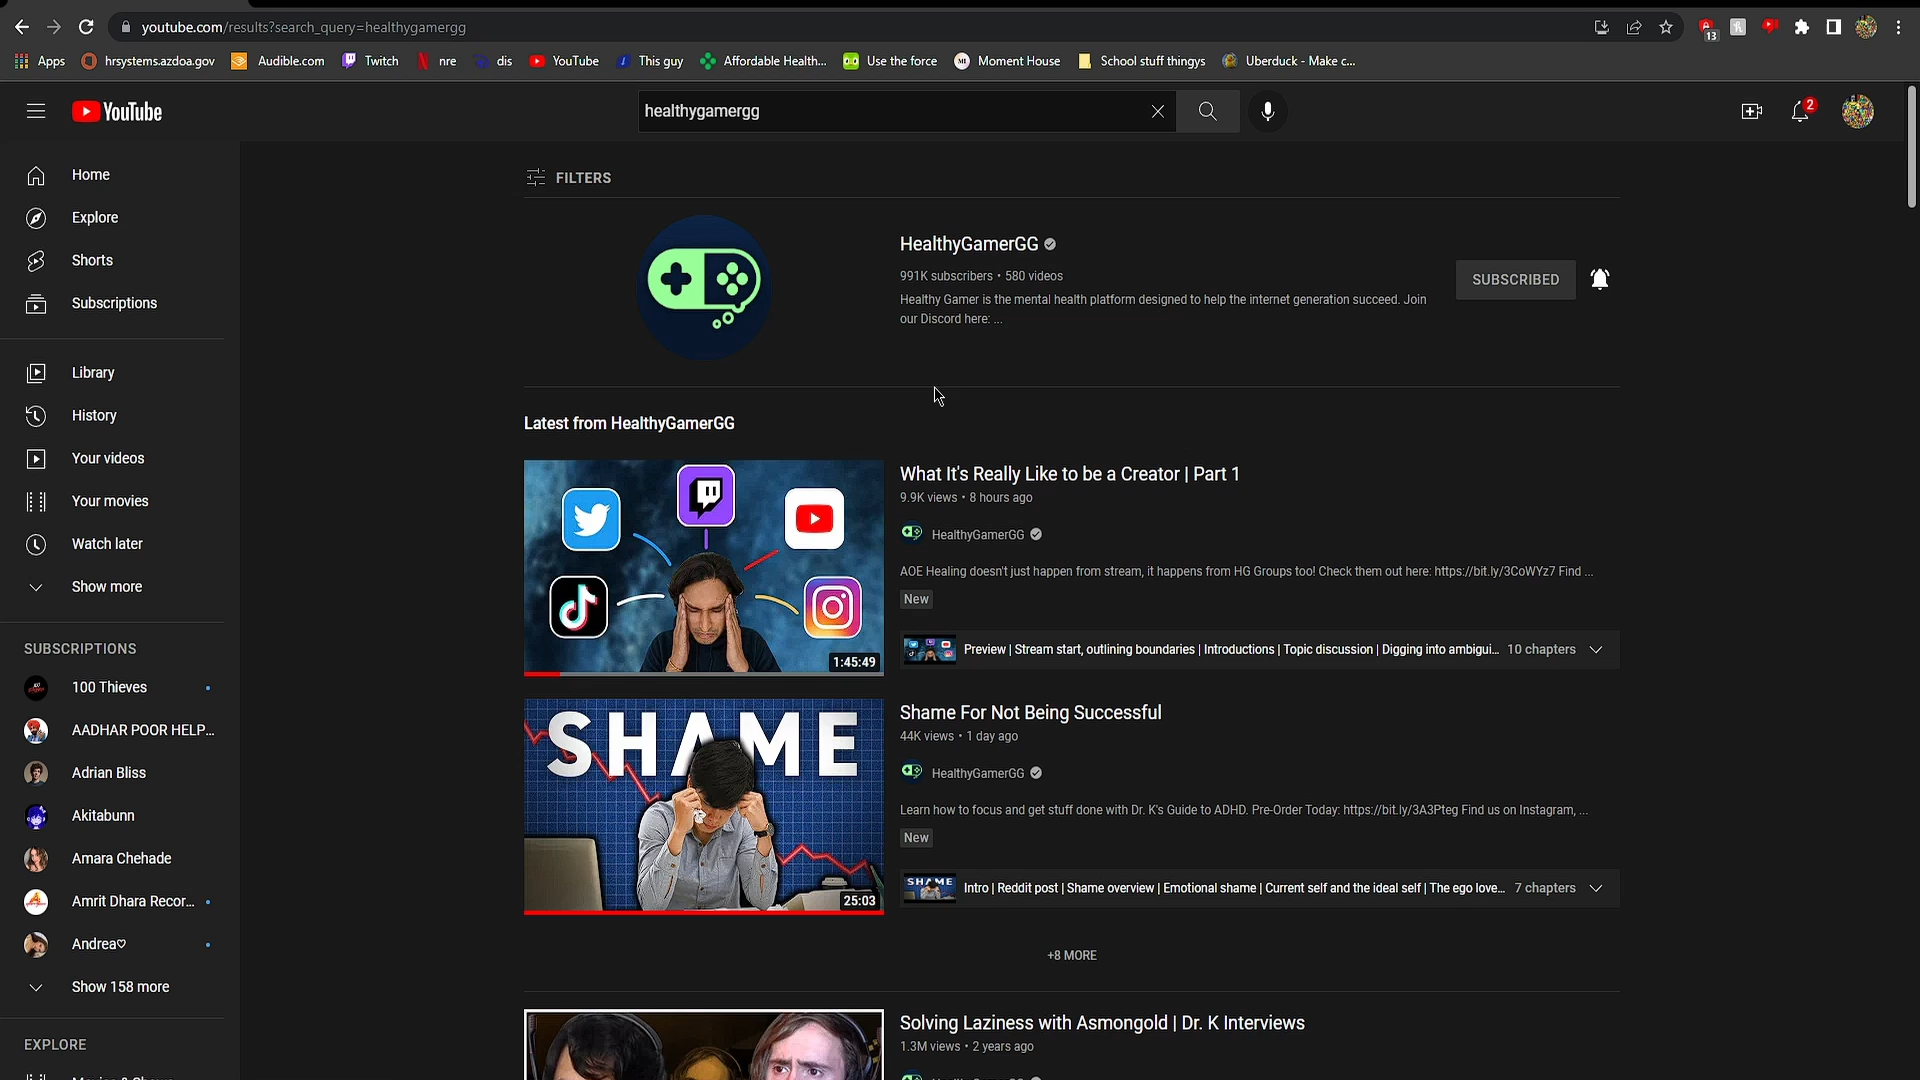 youtube.com/results?search_query=healthygamergg
13
Apps
hrsystems.azdoa.gov
Audible.com
Twitch
nre
dis
YouTube
This guy
Affordable Health...
Use the force
Moment House
School stuff thingys
Uberduck - Make c...
YouTube
healthygamergg
2
Home
Explore
Shorts
Subscriptions
Library
History
Your videos
Your movies
Watch later
Show more
SUBSCRIPTIONS
100 Thieves
AADHAR POOR HELP...
Adrian Bliss
Akitabunn
Amara Chehade
Amrit Dhara Recor...
Andrea♡
Show 158 more
EXPLORE
FILTERS
HealthyGamerGG
991K subscribers • 580 videos
Healthy Gamer is the mental health platform designed to help the internet generation succeed. Join
our Discord here: ...
SUBSCRIBED
Latest from HealthyGamerGG
1:45:49
What It's Really Like to be a Creator | Part 1
9.9K views • 8 hours ago
HealthyGamerGG
AOE Healing doesn't just happen from stream, it happens from HG Groups too! Check them out here: https://bit.ly/3CoWYz7 Find ...
New
Preview | Stream start, outlining boundaries | Introductions | Topic discussion | Digging into ambigui... 10 chapters
SHAME
25:03
Shame For Not Being Successful
44K views • 1 day ago
HealthyGamerGG
Learn how to focus and get stuff done with Dr. K's Guide to ADHD. Pre-Order Today: https://bit.ly/3A3Pteg Find us on Instagram, ...
New
SHAME
Intro | Reddit post | Shame overview | Emotional shame | Current self and the ideal self | The ego love... 7 chapters
+8 MORE
Solving Laziness with Asmongold | Dr. K Interviews
1.3M views • 2 years ago